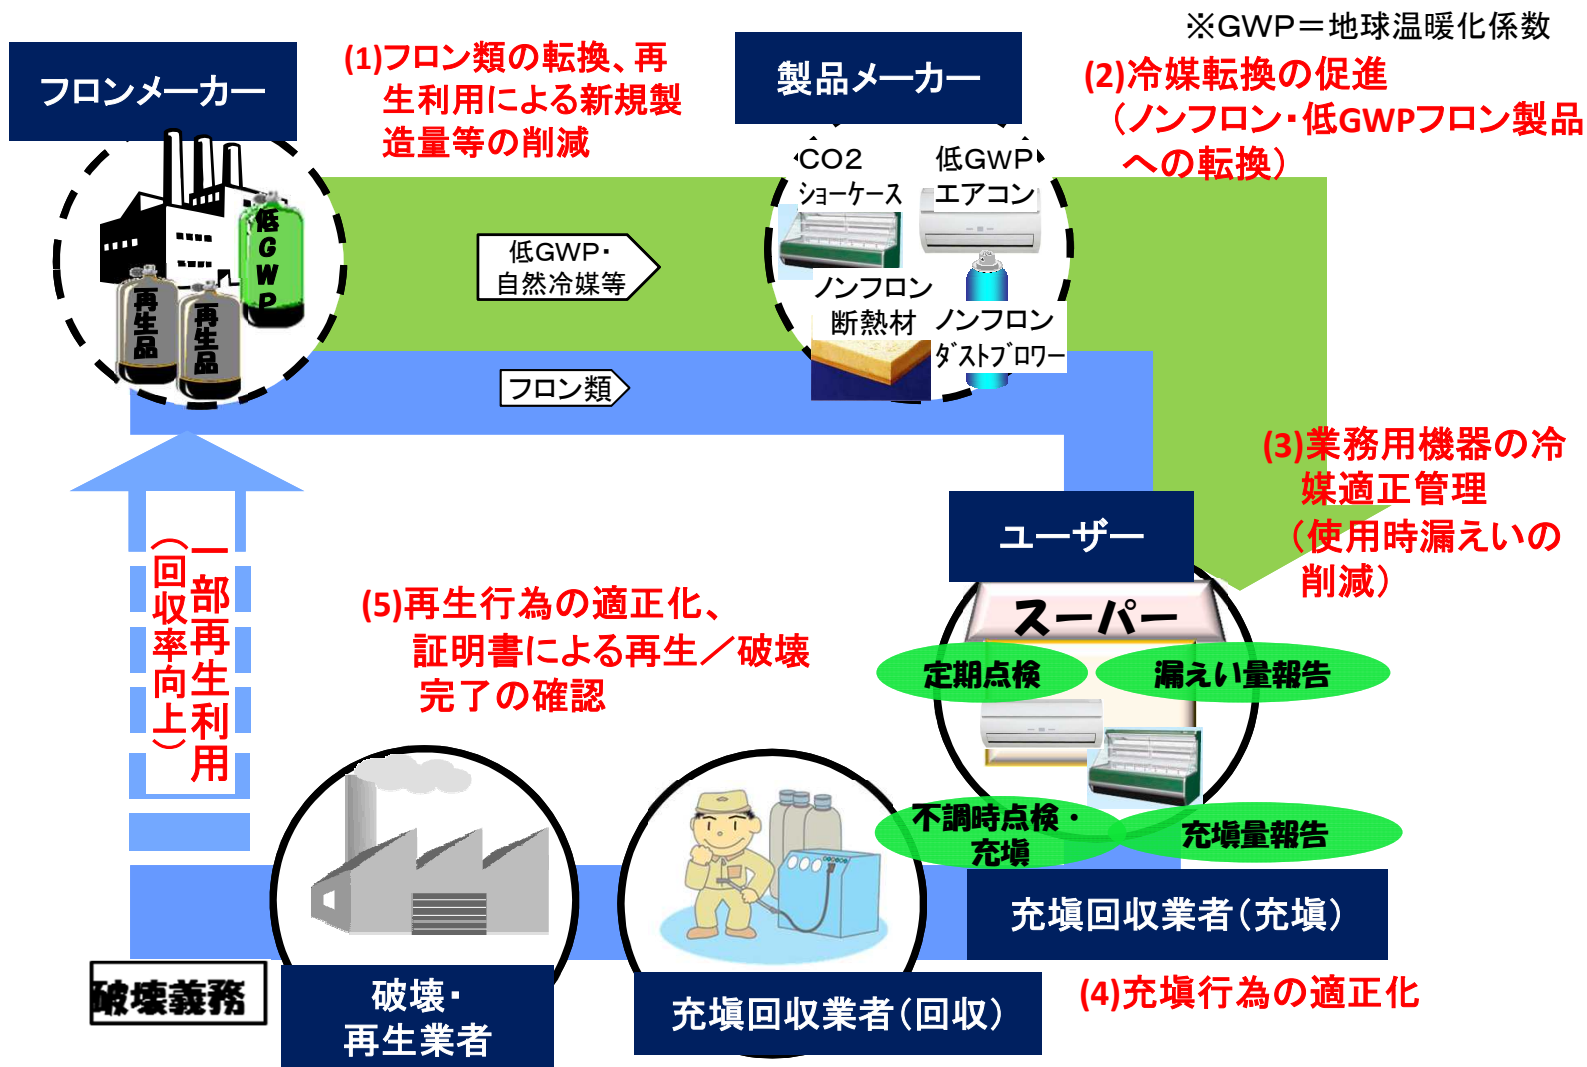 ※GWP＝地球温暖化係数
フロンメーカー
(1)フロン類の転換、再
生利用による新規製
造量等の削減
製品メーカー
(2)冷媒転換の促進
（ノンフロン・低GWPフロン製品
への転換）
低GWP
再生品
再生品
低GWP・
自然冷媒等
フロン類
CO2
ショーケース
低GWP
エアコン
ノンフロン
断熱材
ノンフロン
ダストブロワー
(3)業務用機器の冷
媒適正管理
（使用時漏えいの
削減）
ユーザー
スーパー
定期点検
漏えい量報告
不調時点検・
充塡
充塡量報告
一部再生利用
（回収率向上）
(5)再生行為の適正化、
証明書による再生／破壊
完了の確認
充塡回収業者（充塡）
(4)充塡行為の適正化
充塡回収業者（回収）
破壊・
再生業者
破壊義務